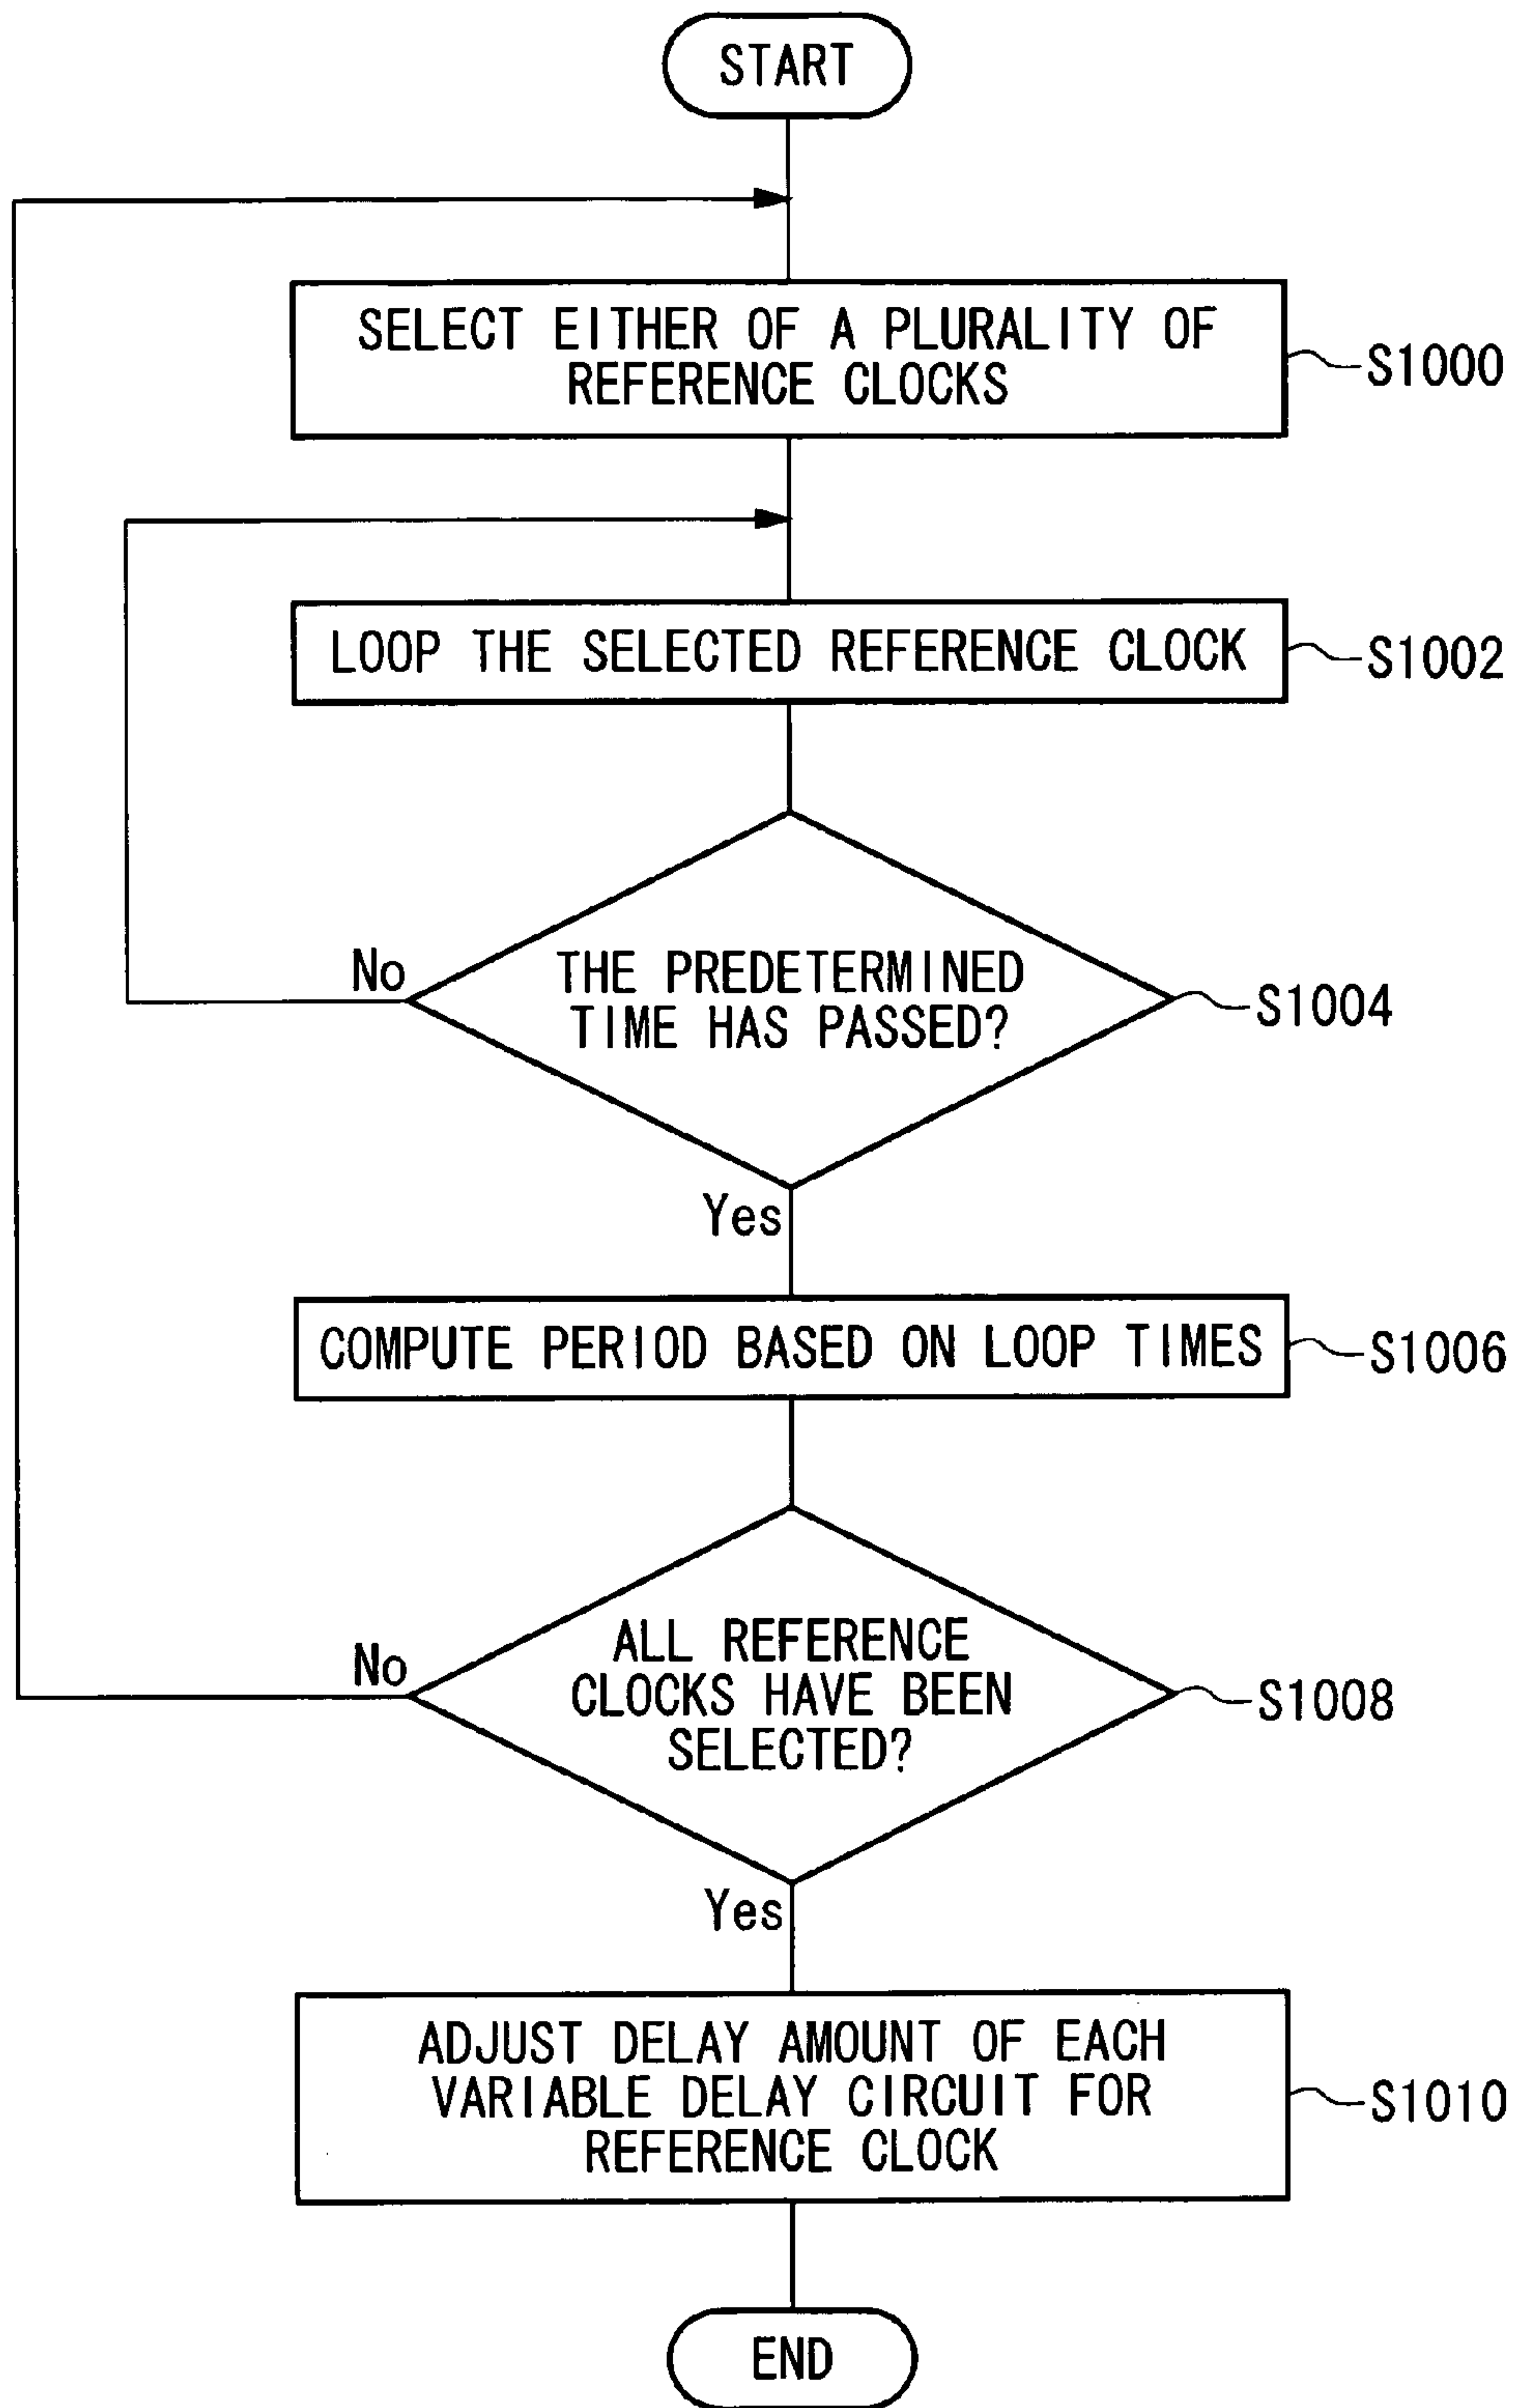 START
SELECT EITHER OF A PLURALITY OF
REFERENCE CLOCKS
S1000
LOOP THE SELECTED REFERENCE CLOCK
S1002
No
THE PREDETERMINED
TIME HAS PASSED?
S1004
Yes
COMPUTE PERIOD BASED ON LOOP TIMES
S1006
No
ALL REFERENCE
CLOCKS HAVE BEEN
SELECTED?
S1008
Yes
ADJUST DELAY AMOUNT OF EACH
VARIABLE DELAY CIRCUIT FOR
REFERENCE CLOCK
S1010
END